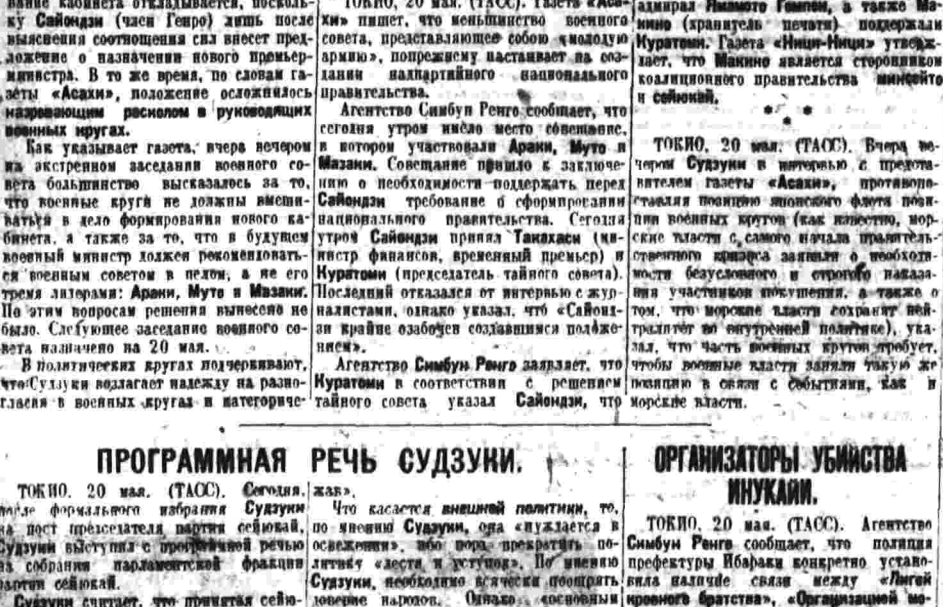 вание кабинета откладывается, посколь-
ку Сайондзи (член Генро) лишь после
выяснения соотношения сил внесет пред-
ложение о назначении нового премьер-
министра. В то же время, по словам га-
зеты «Асахи», положение осложнилось
назревающим расколом в руководящих
военных кругах.
Как указывает газета, вчера вечером
на экстренном заседании военного со-
вета большинство высказалось за то,
что военные круги не должны вмеши-
ваться в дело формирования нового ка-
бинета, а также за то, что в будущем
военный министр должен рекомендовать-
ся военным советом в целом, а не его
тремя лидерами: Араки, Муто и Мазаки.
По этим вопросам решения вынесено не
было. Следующее заседание военного со-
вета назначено на 20 мая.
В политических кругах подчеркивают,
что Судзуки возлагает надежду на разно-
гласия в военных кругах и категориче-
ТОКИО, 20 мая. (ТАСС). Газета «Аса-
хи» пишет, что меньшинство военного
совета, представляющее собою «молодую
армию», попрежнему настаивает на соз-
дании надпартийного национального
правительства.
Агентство Симбун Ренго сообщает, что
сегодня утром имело место совещание,
в котором участвовали Араки, Муто и
Мазаки. Совещание пришло к заключе-
нию о необходимости поддержать перед
Сайондзи требование о сформировании
национального правительства. Сегодня
утром Сайондзи принял Такахаси (ми-
нистр финансов, временный премьер) и
Куратоми (председатель тайного совета).
Последний отказался от интервью с жур-
налистами, однако указал, что «Сайонд-
зи крайне озабочен создавшимся положе-
нием».
Агентство Симбун Ренго заявляет, что
Куратоми в соответствии с решением
тайного совета указал Сайондзи, что
адмирал Ямамото Гомпей, а также Ма-
кино (хранитель печати) поддержали
Куратоми. Газета «Ници-Ници» утверж-
дает, что Макино является сторонником
коалиционного правительства минсейто
и сейюкай.
* * *
ТОКИО, 20 мая. (ТАСС). Вчера ве-
чером Судзуки в интервью с предста-
вителем газеты «Асахи», противопо-
ставляя позицию японского флота пози-
ции военных кругов (как известно, мор-
ские власти с самого начала правитель-
ственного кризиса заявили о необходи-
мости безусловного и строгого наказа-
ния участников покушения, а также о
том, что морские власти сохранят ней-
тралитет во внутренней политике), ука-
зал, что часть военных кругов требует,
чтобы военные власти заняли такую же
позицию в связи с событиями, как и
морские власти.
ПРОГРАММНАЯ РЕЧЬ СУДЗУКИ.
ТОКИО, 20 мая. (ТАСС). Сегодня,
после формального избрания Судзуки
на пост председателя партии сейюкай,
Судзуки выступил с программной речью
на собрании парламентской фракции
партии сейюкай.
Судзуки считает, что принятая сейю-
жав».
Что касается внешней политики, то,
по мнению Судзуки, она «нуждается в
освежении», ибо пора прекратить по-
литику «лести и уступок». По мнению
Судзуки, необходимо всячески поощрять
доверие народов. Однако «основным
ОРГАНИЗАТОРЫ УБИЙСТВА
ИНУКАЙИ.
ТОКИО, 20 мая. (ТАСС). Агентство
Симбун Ренго сообщает, что полиция
префектуры Ибараки конкретно устано-
вила наличие связи между «Лигой
кровного братства», «Организацией мо-